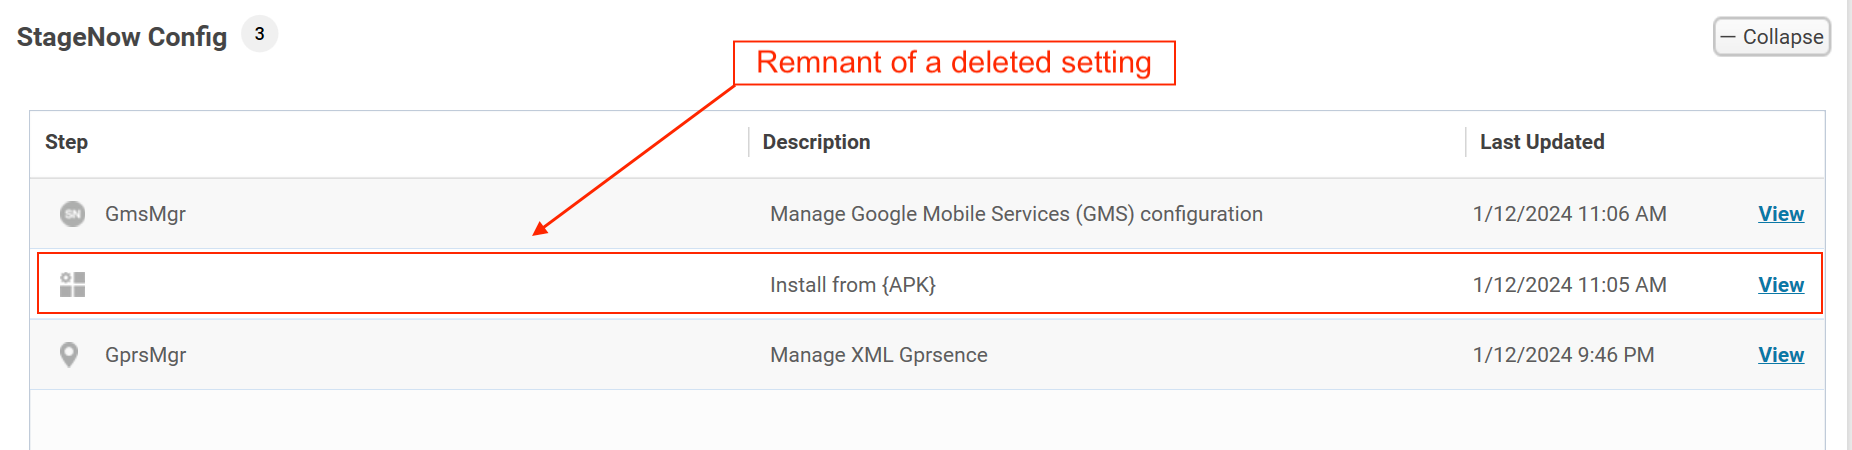 StageNow Config 3
— Collapse
Remnant of a deleted setting
Step Description Last Updated
SN GmsMgr Manage Google Mobile Services (GMS) configuration 1/12/2024 11:06 AM View
Install from {APK} 1/12/2024 11:05 AM View
GprsMgr Manage XML Gprsence 1/12/2024 9:46 PM View